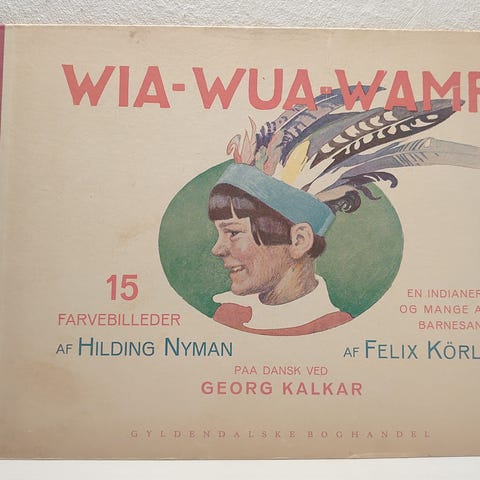 WIA-WUA-WAMP
15
FARVEBILLEDER
AF HILDING NYMAN
EN INDIANER
OG MANGE A
BARNESAN
AF FELIX KÖRL
PAA DANSK VED
GEORG KALKAR
GYLDENDALSKE BOGHANDEL